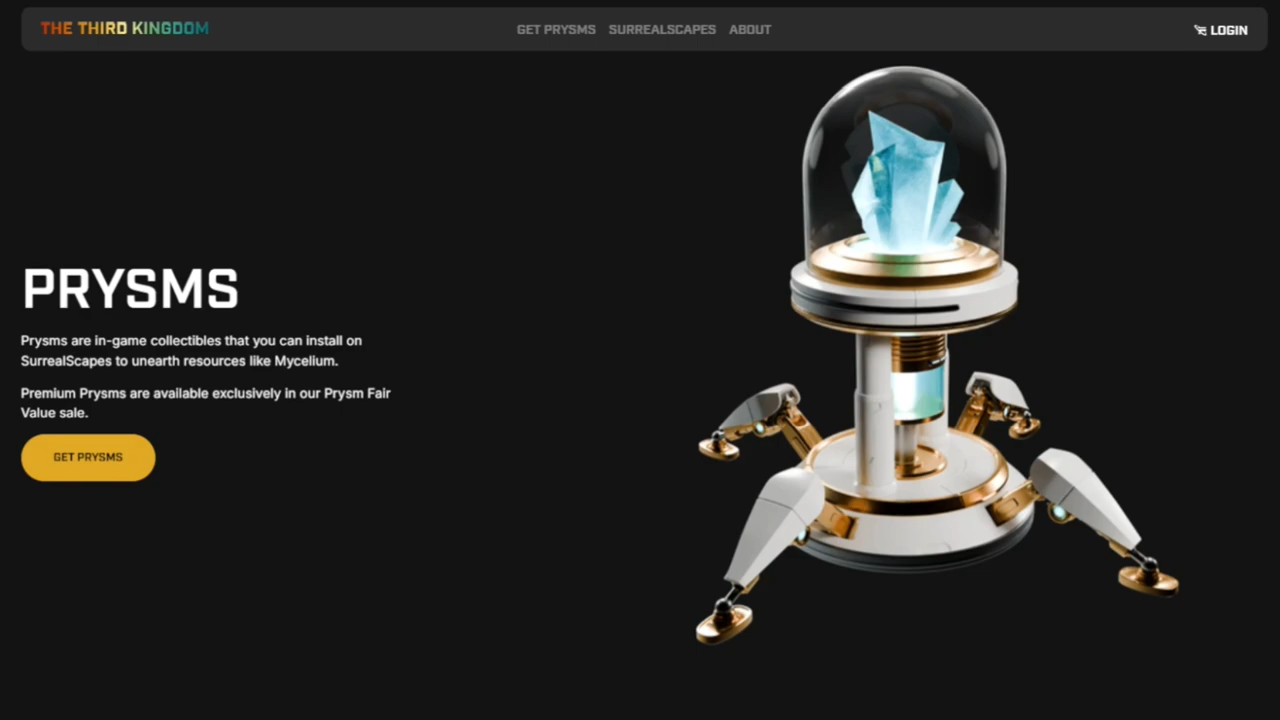 THE THIRD KINGDOM
GET PRYSMS SURREALSCAPES ABOUT
LOGIN
PRYSMS
Prysms are in-game collectibles that you can install on
SurrealScapes to unearth resources like Mycelium.
Premium Prysms are available exclusively in our Prysm Fair
Value sale.
GET PRYSMS